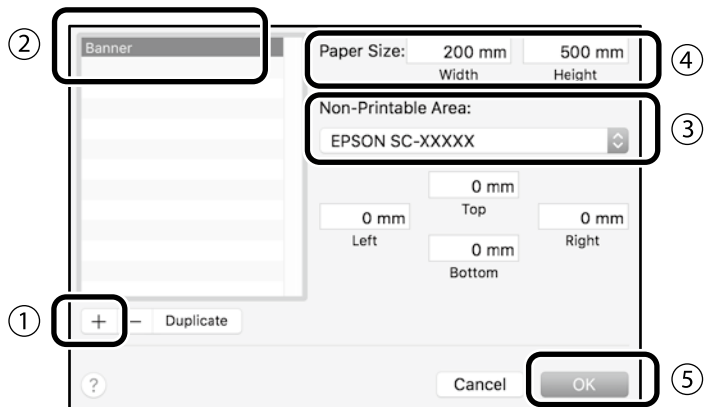 ② Banner
Paper Size: 200 mm 500 mm ④
Width Height
Non-Printable Area: ③
EPSON SC-XXXXX
0 mm
Top
0 mm 0 mm
Left Right
0 mm
Bottom
① + − Duplicate
? Cancel OK ⑤